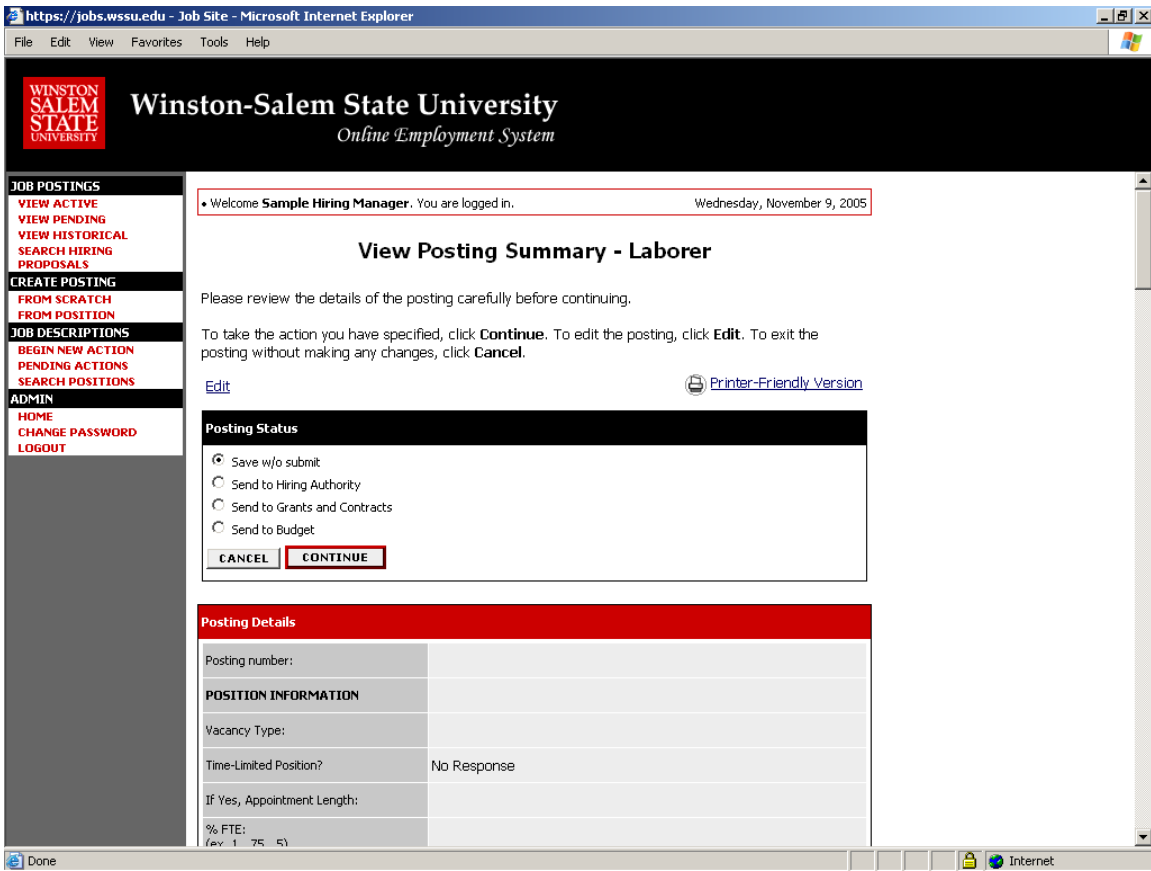 https://jobs.wssu.edu - Job Site - Microsoft Internet Explorer
File Edit View Favorites Tools Help
WINSTON
SALEM
STATE
UNIVERSITY
Winston-Salem State University
Online Employment System
JOB POSTINGS
VIEW ACTIVE
VIEW PENDING
VIEW HISTORICAL
SEARCH HIRING
PROPOSALS
CREATE POSTING
FROM SCRATCH
FROM POSITION
JOB DESCRIPTIONS
BEGIN NEW ACTION
PENDING ACTIONS
SEARCH POSITIONS
ADMIN
HOME
CHANGE PASSWORD
LOGOUT
• Welcome Sample Hiring Manager. You are logged in. Wednesday, November 9, 2005
View Posting Summary - Laborer
Please review the details of the posting carefully before continuing.
To take the action you have specified, click Continue. To edit the posting, click Edit. To exit the
posting without making any changes, click Cancel.
Edit Printer-Friendly Version
Posting Status
Save w/o submit
Send to Hiring Authority
Send to Grants and Contracts
Send to Budget
CANCEL CONTINUE
Posting Details
Posting number:
POSITION INFORMATION
Vacancy Type:
Time-Limited Position? No Response
If Yes, Appointment Length:
% FTE:
(ex. 1, .75, .5)
Done Internet